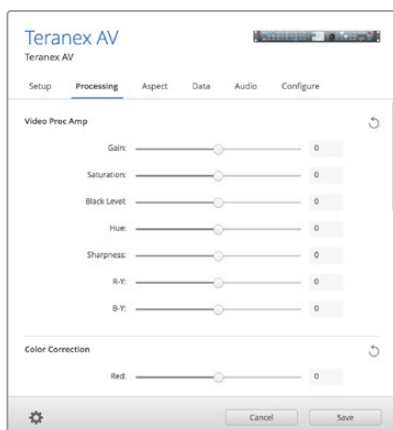 Teranex AV
Teranex AV
Setup Processing Aspect Data Audio Configure
Video Proc Amp
Gain: 0
Saturation: 0
Black Level: 0
Hue: 0
Sharpness: 0
R-Y: 0
B-Y: 0
Color Correction
Red: 0
Cancel Save